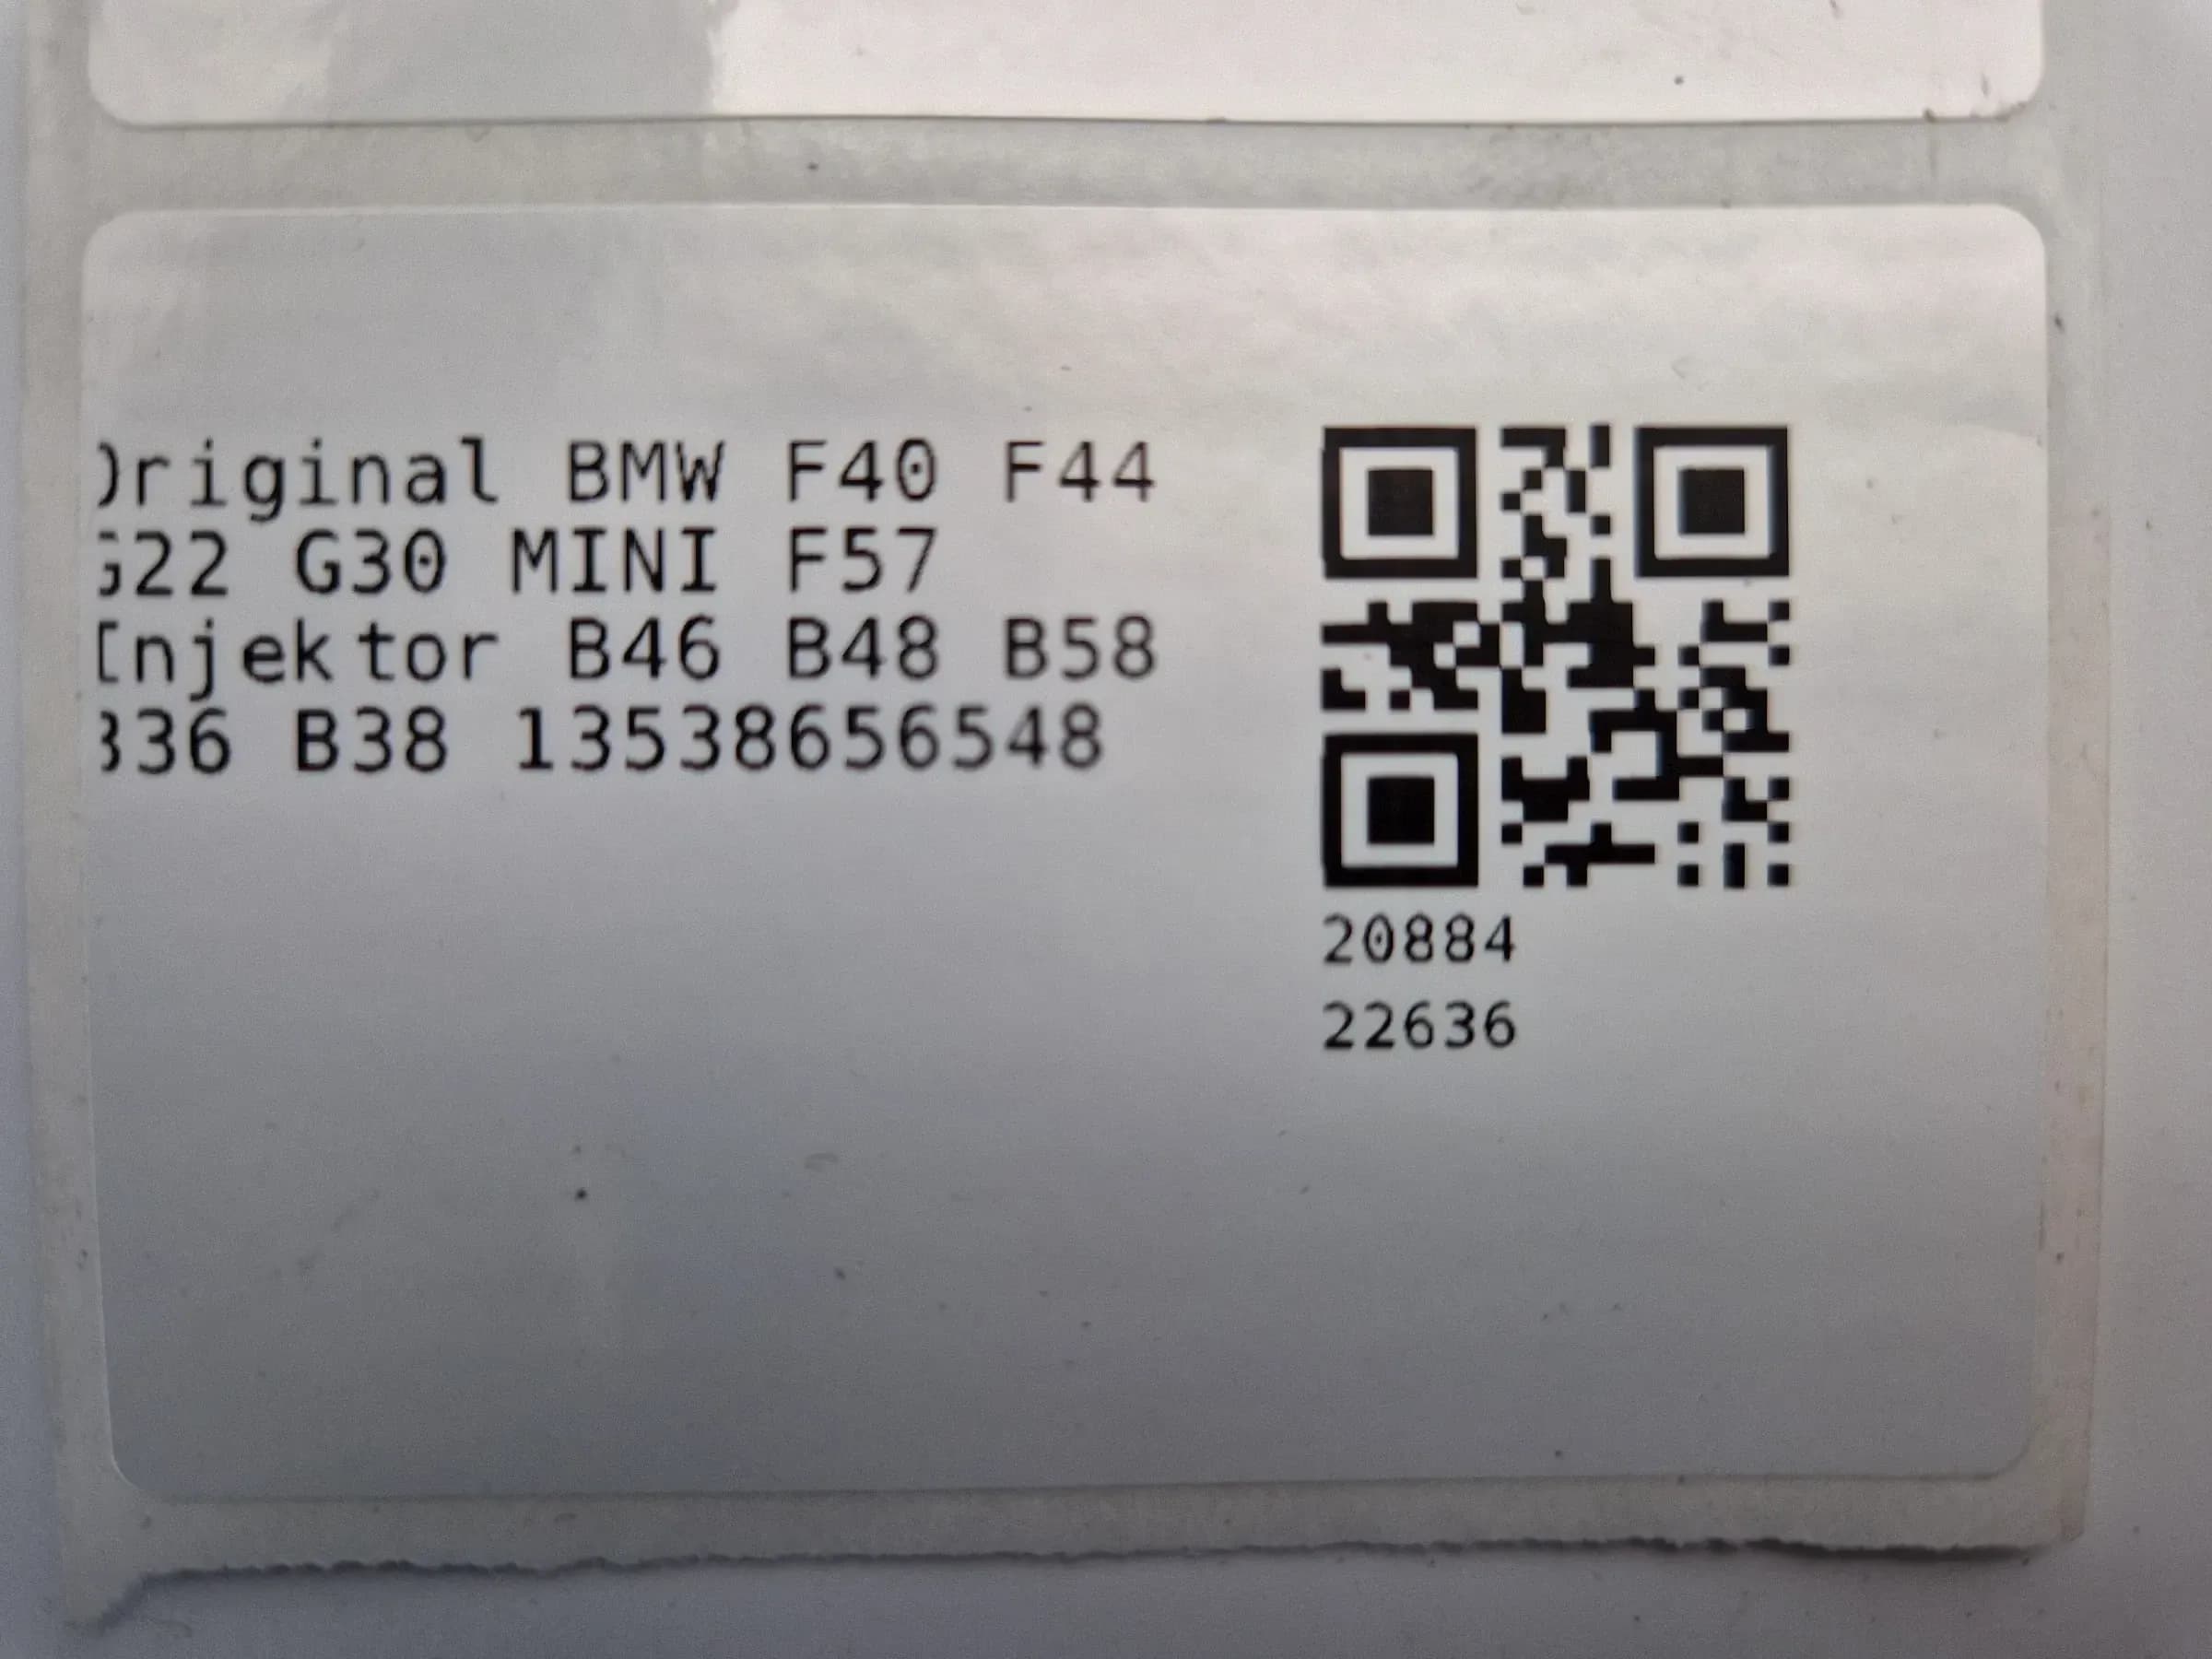 Original BMW F40 F44
G22 G30 MINI F57
Injektor B46 B48 B58
B36 B38 13538656548
20884
22636